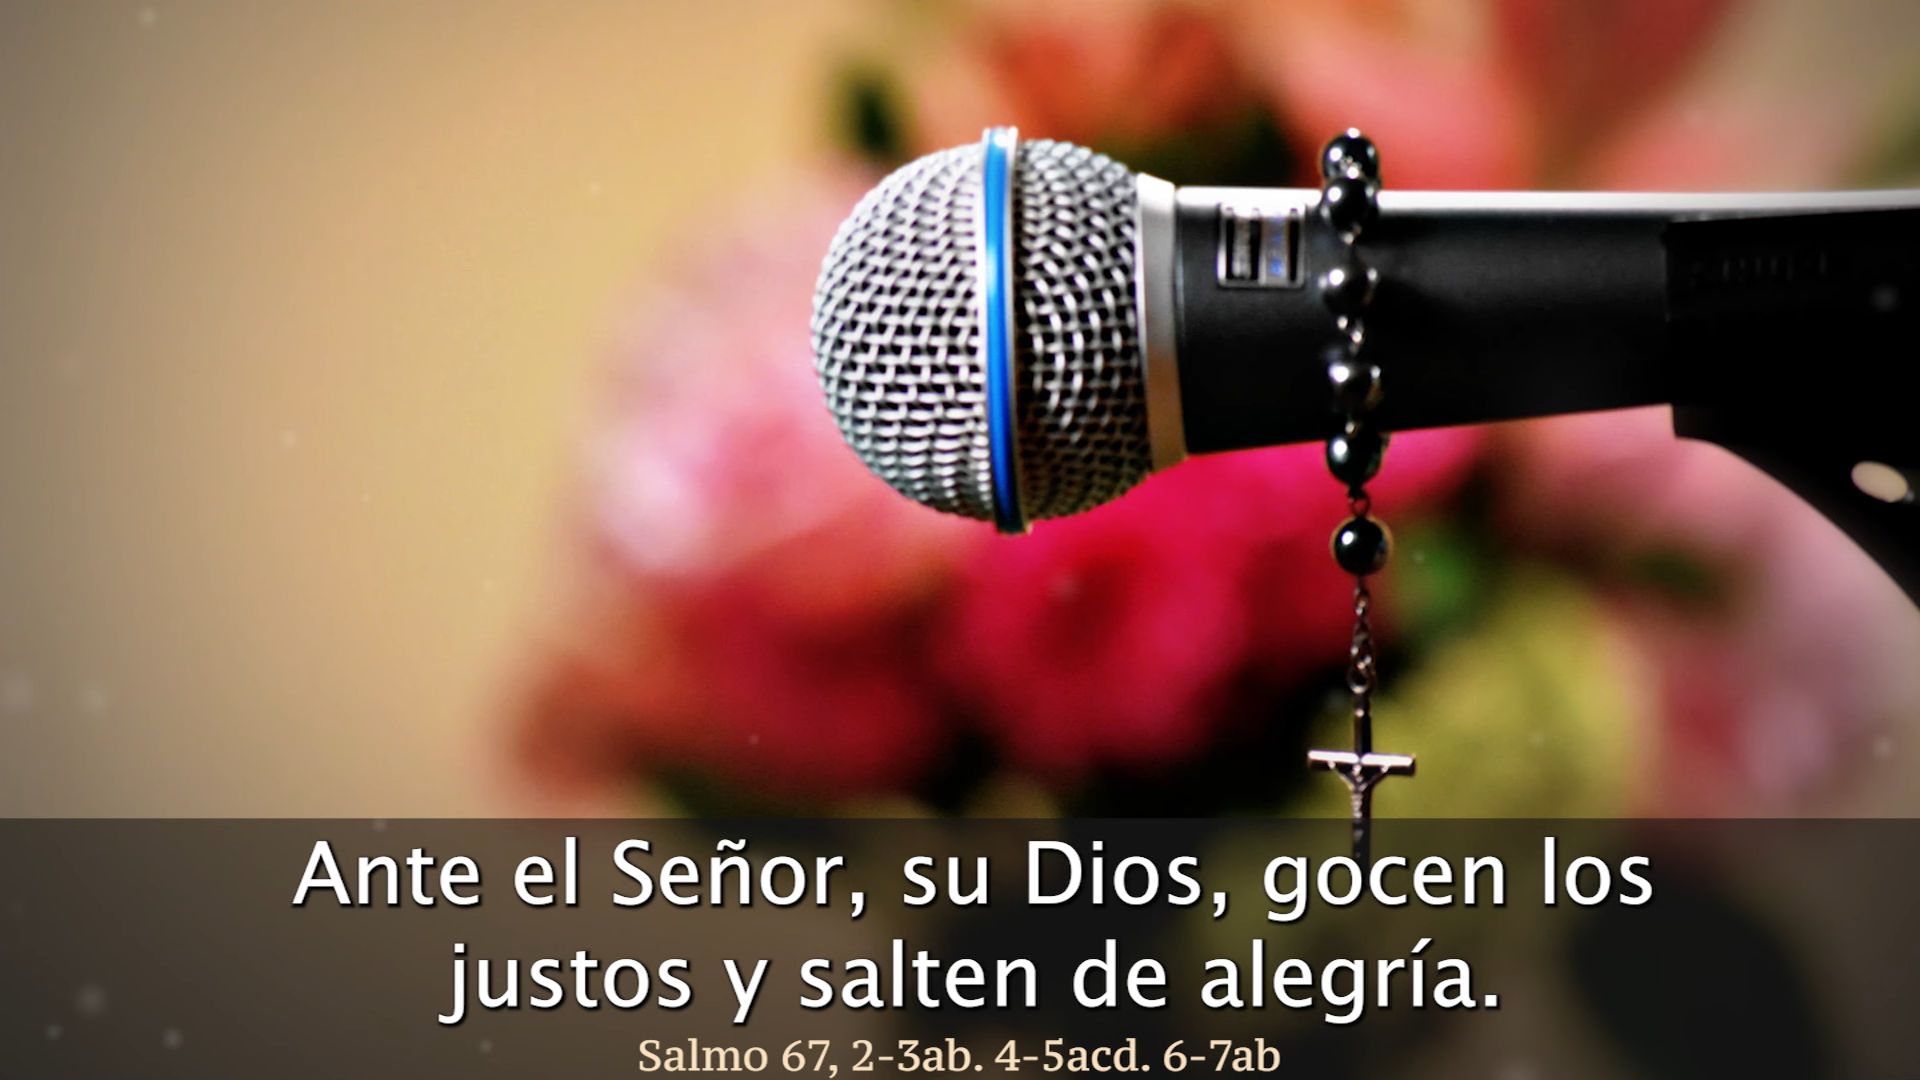 Ante el Señor, su Dios, gocen los
justos y salten de alegría.
Salmo 67, 2-3ab. 4-5acd. 6-7ab